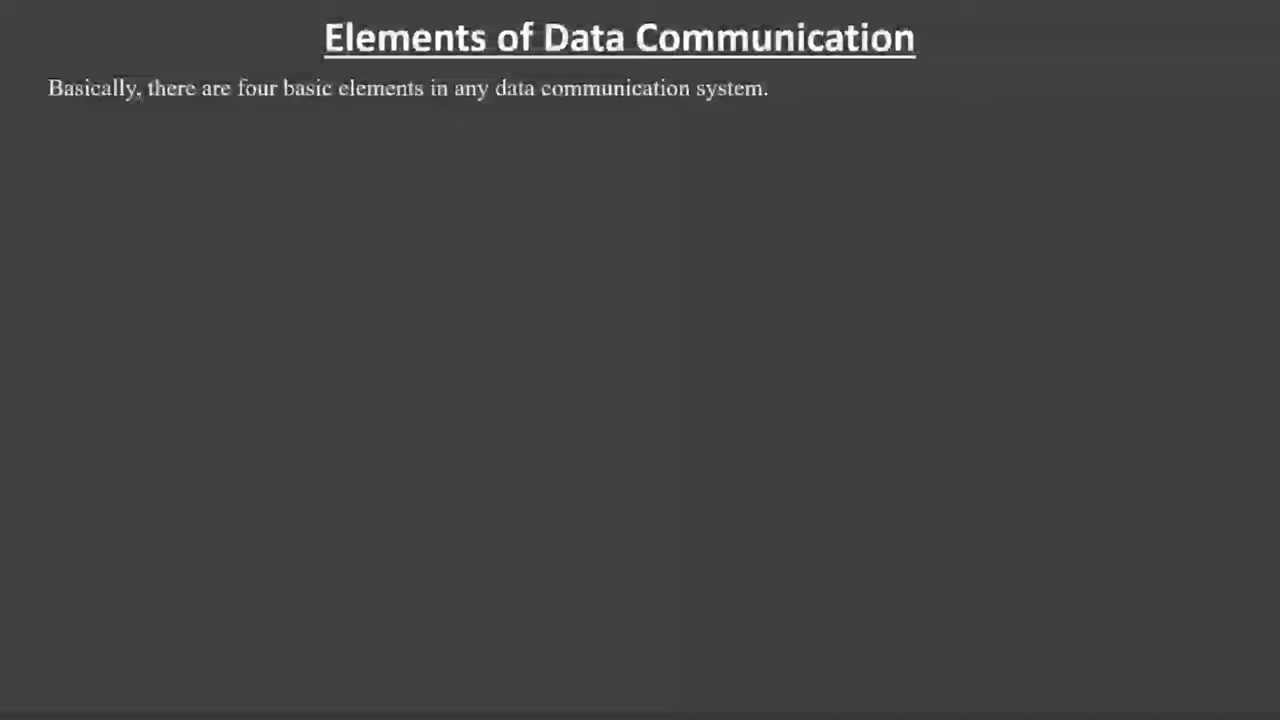 Elements of Data Communication
Basically, there are four basic elements in any data communication system.